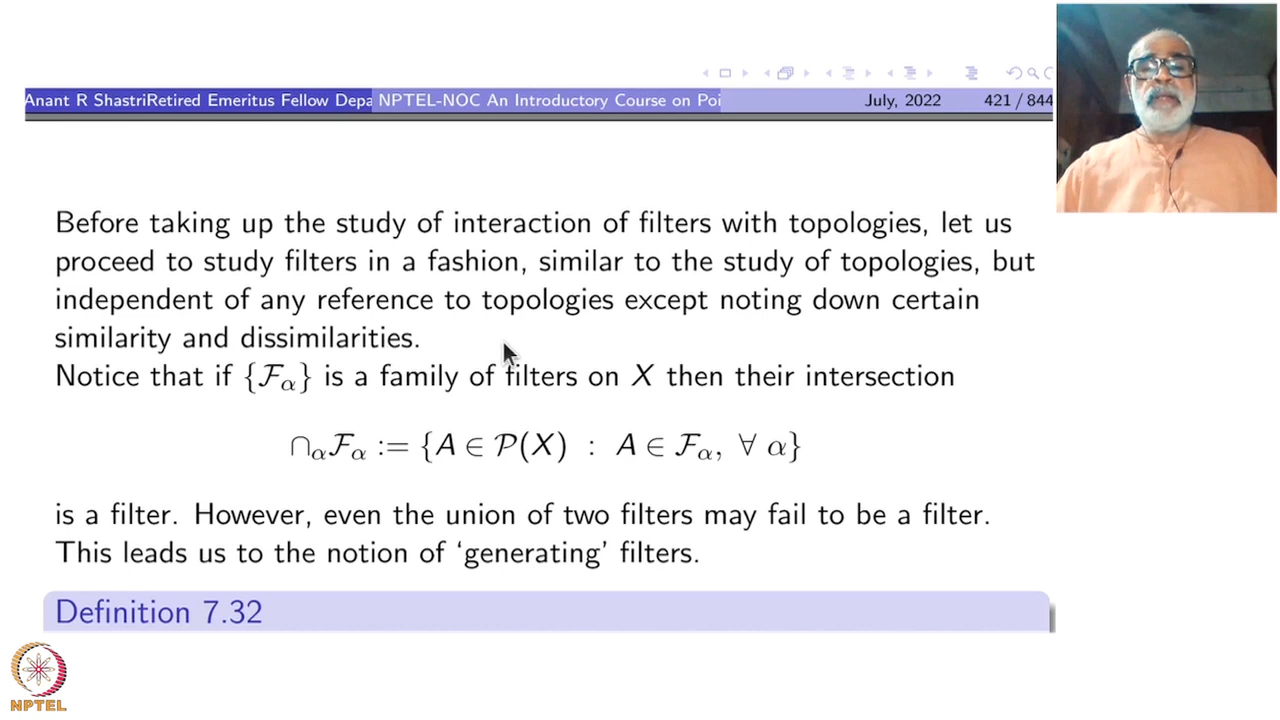 Anant R ShastriRetired Emeritus Fellow Depa NPTEL-NOC An Introductory Course on Poi July, 2022 421 / 844
Before taking up the study of interaction of filters with topologies, let us
proceed to study filters in a fashion, similar to the study of topologies, but
independent of any reference to topologies except noting down certain
similarity and dissimilarities.
Notice that if {ℱα} is a family of filters on X then their intersection
∩αℱα := {A ∈ 𝒫(X) : A ∈ ℱα, ∀ α}
is a filter. However, even the union of two filters may fail to be a filter.
This leads us to the notion of ‘generating’ filters.
Definition 7.32
NPTEL